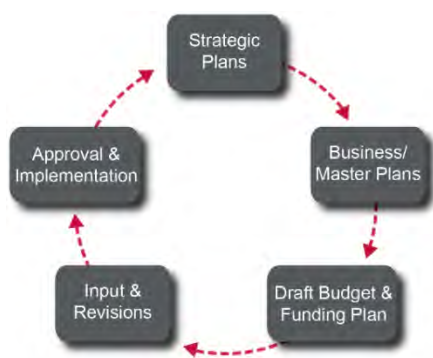 Strategic
Plans
Business/
Master Plans
Draft Budget &
Funding Plan
Input &
Revisions
Approval &
Implementation